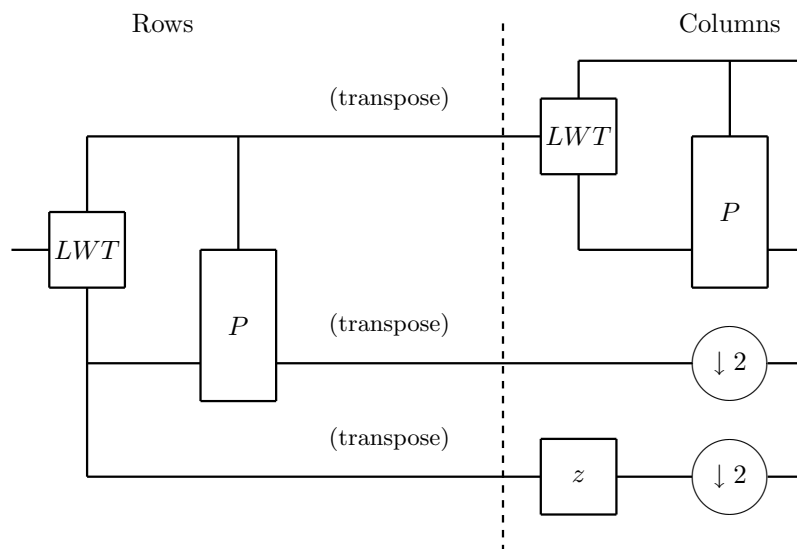 Rows
Columns
(transpose)
LWT
P
LWT
P
(transpose)
↓ 2
(transpose)
z
↓ 2